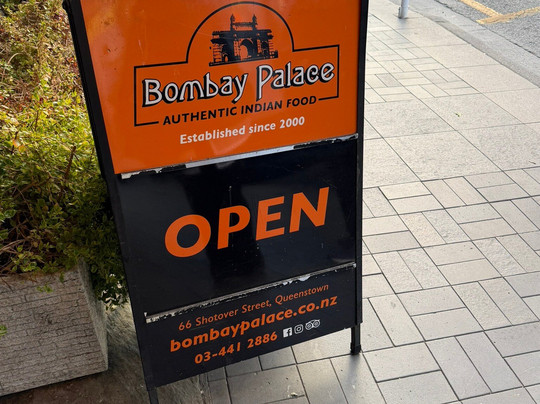 Bombay Palace
AUTHENTIC INDIAN FOOD
Established since 2000
OPEN
66 Shotover Street, Queenstown
bombaypalace.co.nz
03-441 2886